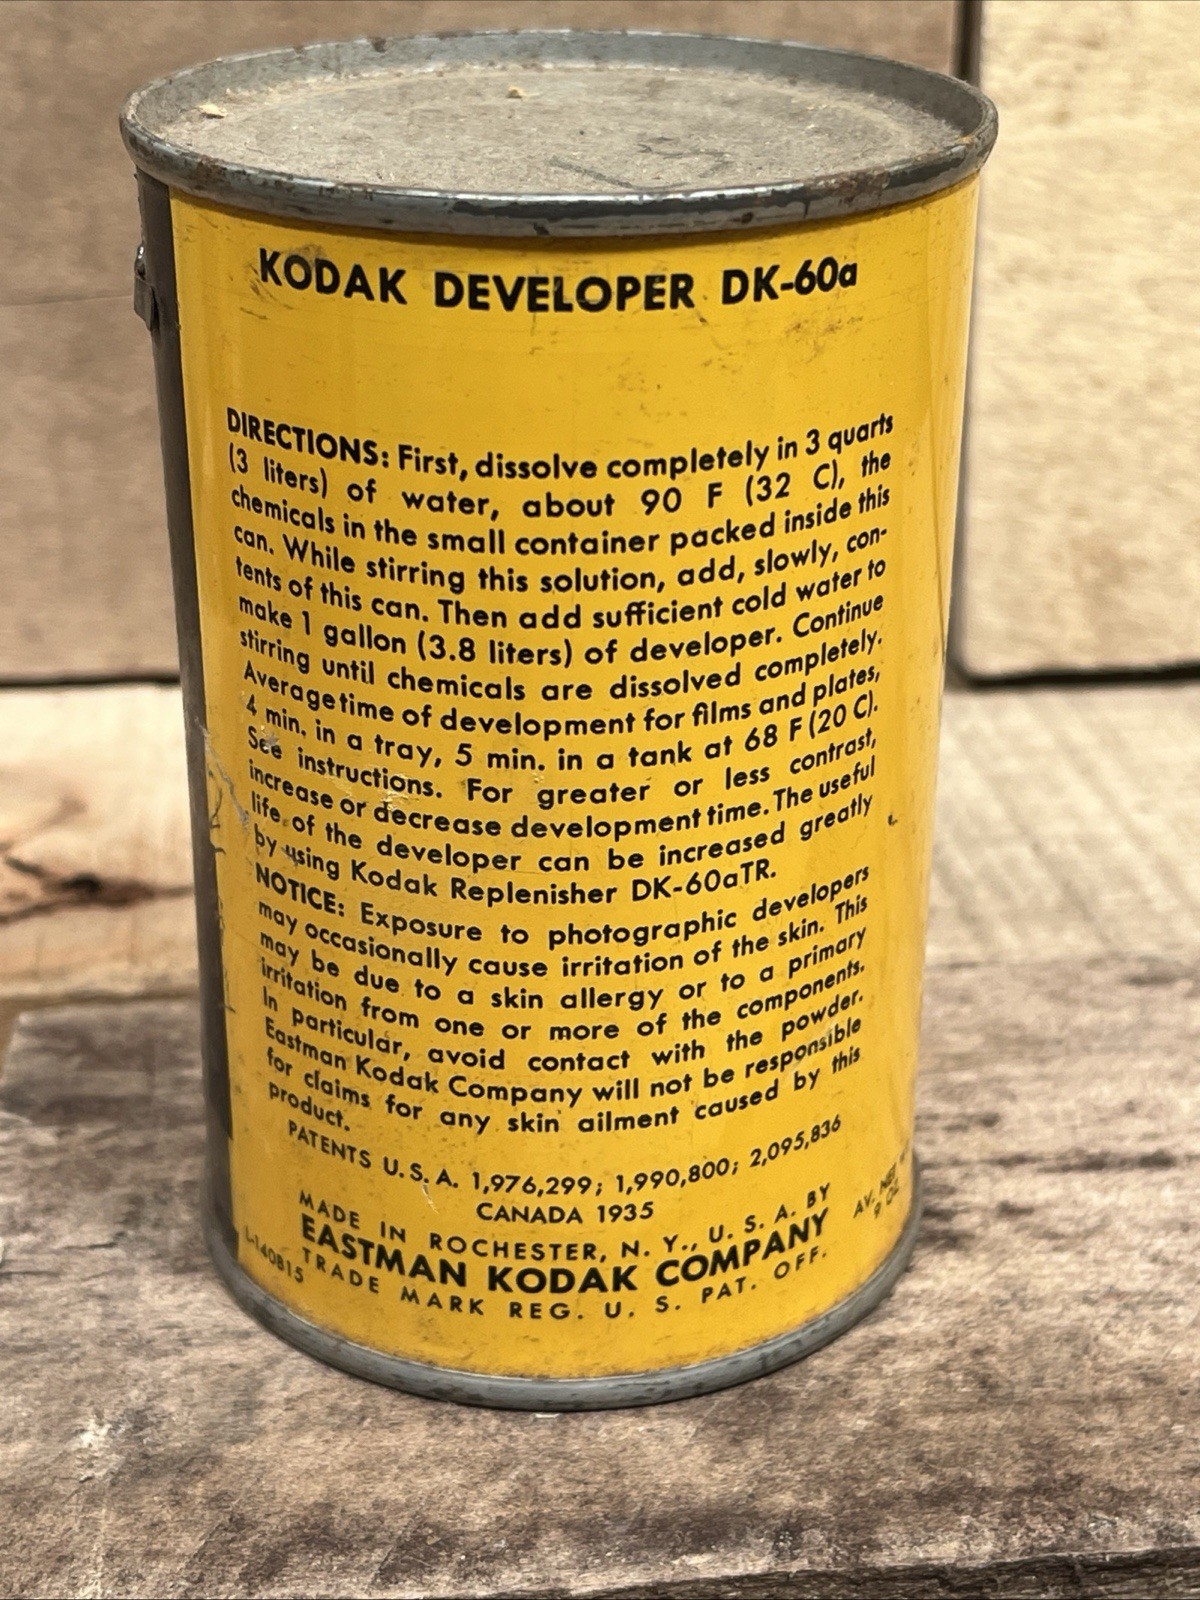 KODAK DEVELOPER DK-60a
DIRECTIONS: First, dissolve completely in 3 quarts
(3 liters) of water, about 90 F (32 C), the
chemicals in the small container packed inside this
can. While stirring this solution, add, slowly, con-
tents of this can. Then add sufficient cold water to
make 1 gallon (3.8 liters) of developer. Continue
stirring until chemicals are dissolved completely.
Average time of development for films and plates,
4 min. in a tray, 5 min. in a tank at 68 F (20 C).
See instructions. For greater or less contrast,
increase or decrease development time. The useful
life of the developer can be increased greatly
by using Kodak Replenisher DK-60aTR.
NOTICE: Exposure to photographic developers
may occasionally cause irritation of the skin. This
may be due to a skin allergy or to a primary
irritation from one or more of the components.
In particular, avoid contact with the powder.
Eastman Kodak Company will not be responsible
for claims for any skin ailment caused by this
product.
PATENTS U.S.A. 1,976,299; 1,990,800; 2,095,836
CANADA 1935
MADE IN ROCHESTER, N. Y., U. S. A. BY
EASTMAN KODAK COMPANY
TRADE MARK REG. U. S. PAT. OFF.
L-140815
AV. NET
9 OZ.